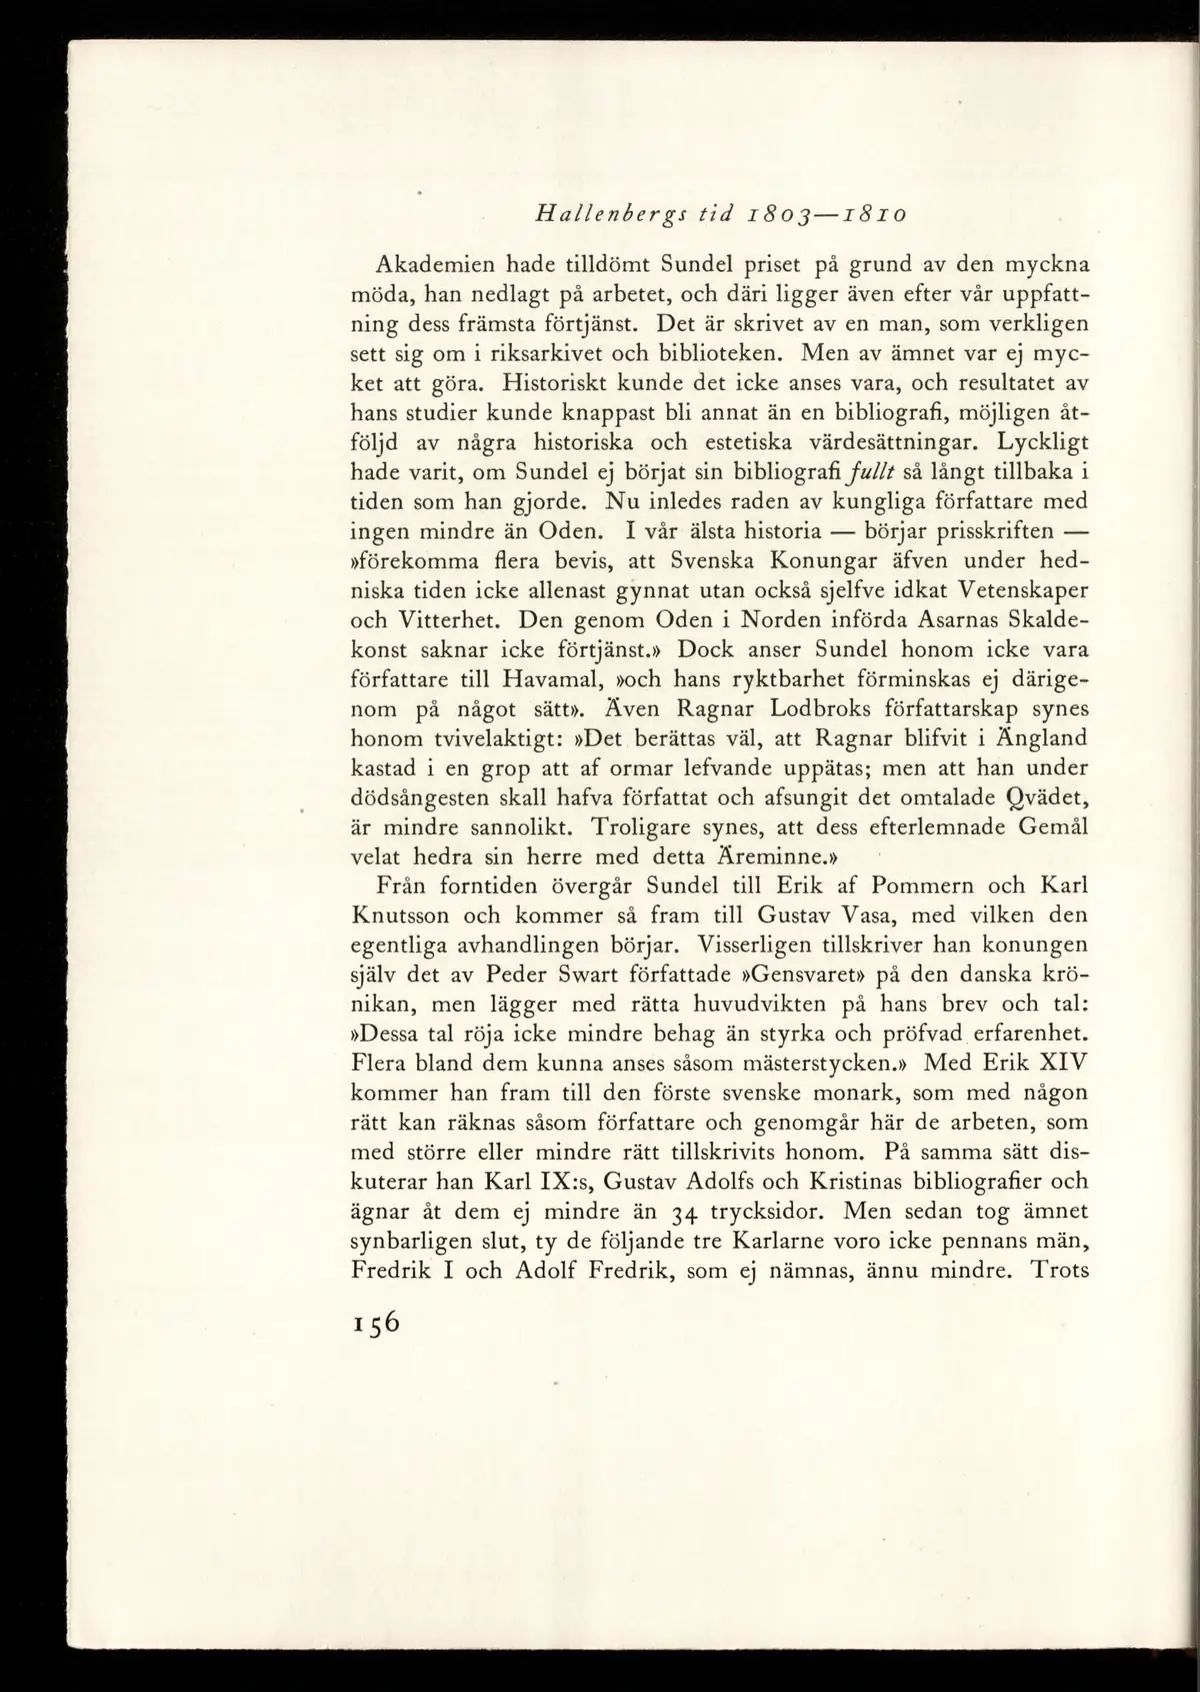 Hallenbergs tid 1803—1810
Akademien hade tilldömt Sundel priset på grund av den myckna
möda, han nedlagt på arbetet, och däri ligger även efter vår uppfatt-
ning dess främsta förtjänst. Det är skrivet av en man, som verkligen
sett sig om i riksarkivet och biblioteken. Men av ämnet var ej myc-
ket att göra. Historiskt kunde det icke anses vara, och resultatet av
hans studier kunde knappast bli annat än en bibliografi, möjligen åt-
följd av några historiska och estetiska värdesättningar. Lyckligt
hade varit, om Sundel ej börjat sin bibliografi fullt så långt tillbaka i
tiden som han gjorde. Nu inledes raden av kungliga författare med
ingen mindre än Oden. I vår älsta historia — börjar prisskriften —
»förekomma flera bevis, att Svenska Konungar äfven under hed-
niska tiden icke allenast gynnat utan också sjelfve idkat Vetenskaper
och Vitterhet. Den genom Oden i Norden införda Asarnas Skalde-
konst saknar icke förtjänst.» Dock anser Sundel honom icke vara
författare till Havamal, »och hans ryktbarhet förminskas ej därige-
nom på något sätt». Även Ragnar Lodbroks författarskap synes
honom tvivelaktigt: »Det berättas väl, att Ragnar blifvit i Ängland
kastad i en grop att af ormar lefvande uppätas; men att han under
dödsångesten skall hafva författat och afsungit det omtalade Qvädet,
är mindre sannolikt. Troligare synes, att dess efterlemnade Gemål
velat hedra sin herre med detta Äreminne.»
Från forntiden övergår Sundel till Erik af Pommern och Karl
Knutsson och kommer så fram till Gustav Vasa, med vilken den
egentliga avhandlingen börjar. Visserligen tillskriver han konungen
själv det av Peder Swart författade »Gensvaret» på den danska krö-
nikan, men lägger med rätta huvudvikten på hans brev och tal:
»Dessa tal röja icke mindre behag än styrka och pröfvad erfarenhet.
Flera bland dem kunna anses såsom mästerstycken.» Med Erik XIV
kommer han fram till den förste svenske monark, som med någon
rätt kan räknas såsom författare och genomgår här de arbeten, som
med större eller mindre rätt tillskrivits honom. På samma sätt dis-
kuterar han Karl IX:s, Gustav Adolfs och Kristinas bibliografier och
ägnar åt dem ej mindre än 34 trycksidor. Men sedan tog ämnet
synbarligen slut, ty de följande tre Karlarne voro icke pennans män,
Fredrik I och Adolf Fredrik, som ej nämnas, ännu mindre. Trots
156